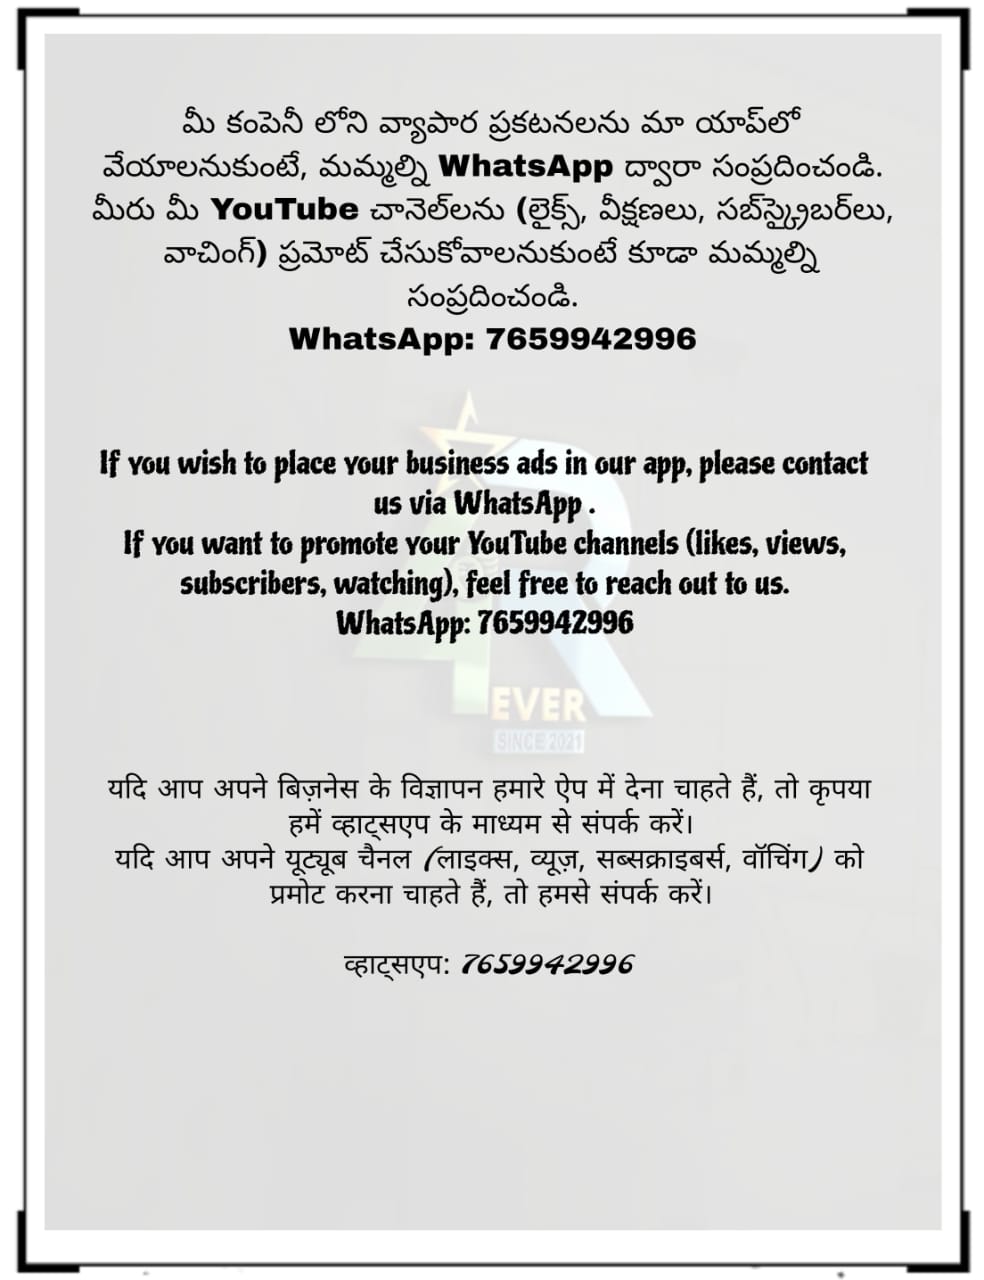 మీ కంపెనీ లోని వ్యాపార ప్రకటనలను మా యాప్‌లో
వేయాలనుకుంటే, మమ్మల్ని WhatsApp ద్వారా సంప్రదించండి.
మీరు మీ YouTube చానెల్‌లను (లైక్స్, వీక్షణలు, సబ్‌స్క్రైబర్‌లు,
వాచింగ్) ప్రమోట్ చేసుకోవాలనుకుంటే కూడా మమ్మల్ని
సంప్రదించండి.
WhatsApp: 7659942996
If you wish to place your business ads in our app, please contact
us via WhatsApp .
If you want to promote your YouTube channels (likes, views,
subscribers, watching), feel free to reach out to us.
WhatsApp: 7659942996
4R
EVER
SINCE 2021
यदि आप अपने बिज़नेस के विज्ञापन हमारे ऐप में देना चाहते हैं, तो कृपया
हमें व्हाट्सएप के माध्यम से संपर्क करें।
यदि आप अपने यूट्यूब चैनल (लाइक्स, व्यूज़, सब्सक्राइबर्स, वॉचिंग) को
प्रमोट करना चाहते हैं, तो हमसे संपर्क करें।
व्हाट्सएप: 7659942996